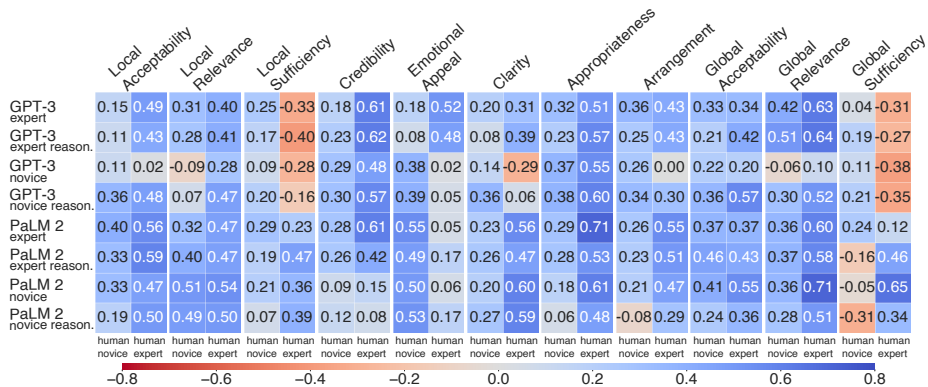 Local Acceptability
Local Relevance
Local Sufficiency
Credibility
Emotional Appeal
Clarity
Appropriateness
Arrangement
Global Acceptability
Global Relevance
Global Sufficiency
GPT-3 expert 0.15 0.49 0.31 0.40 0.25 -0.33 0.18 0.61 0.18 0.52 0.20 0.31 0.32 0.51 0.36 0.43 0.33 0.34 0.42 0.63 0.04 -0.31
GPT-3 expert reason. 0.11 0.43 0.28 0.41 0.17 -0.40 0.23 0.62 0.08 0.48 0.08 0.39 0.23 0.57 0.25 0.43 0.21 0.42 0.51 0.64 0.19 -0.27
GPT-3 novice 0.11 0.02 -0.09 0.28 0.09 -0.28 0.29 0.48 0.38 0.02 0.14 -0.29 0.37 0.55 0.26 0.00 0.22 0.20 -0.06 0.10 0.11 -0.38
GPT-3 novice reason. 0.36 0.48 0.07 0.47 0.20 -0.16 0.30 0.57 0.39 0.05 0.36 0.06 0.38 0.60 0.34 0.30 0.36 0.57 0.30 0.52 0.21 -0.35
PaLM 2 expert 0.40 0.56 0.32 0.47 0.29 0.23 0.28 0.61 0.55 0.05 0.23 0.56 0.29 0.71 0.26 0.55 0.37 0.37 0.36 0.60 0.24 0.12
PaLM 2 expert reason. 0.33 0.59 0.40 0.47 0.19 0.47 0.26 0.42 0.49 0.17 0.26 0.47 0.28 0.53 0.23 0.51 0.46 0.43 0.37 0.58 -0.16 0.46
PaLM 2 novice 0.33 0.47 0.51 0.54 0.21 0.36 0.09 0.15 0.50 0.06 0.20 0.60 0.18 0.61 0.21 0.47 0.41 0.55 0.36 0.71 -0.05 0.65
PaLM 2 novice reason. 0.19 0.50 0.49 0.50 0.07 0.39 0.12 0.08 0.53 0.17 0.27 0.59 0.06 0.48 -0.08 0.29 0.24 0.36 0.28 0.51 -0.31 0.34
human human human human human human human human human human human human human human human human human human human human human human
novice expert novice expert novice expert novice expert novice expert novice expert novice expert novice expert novice expert novice expert novice expert
-0.8 -0.6 -0.4 -0.2 0.0 0.2 0.4 0.6 0.8